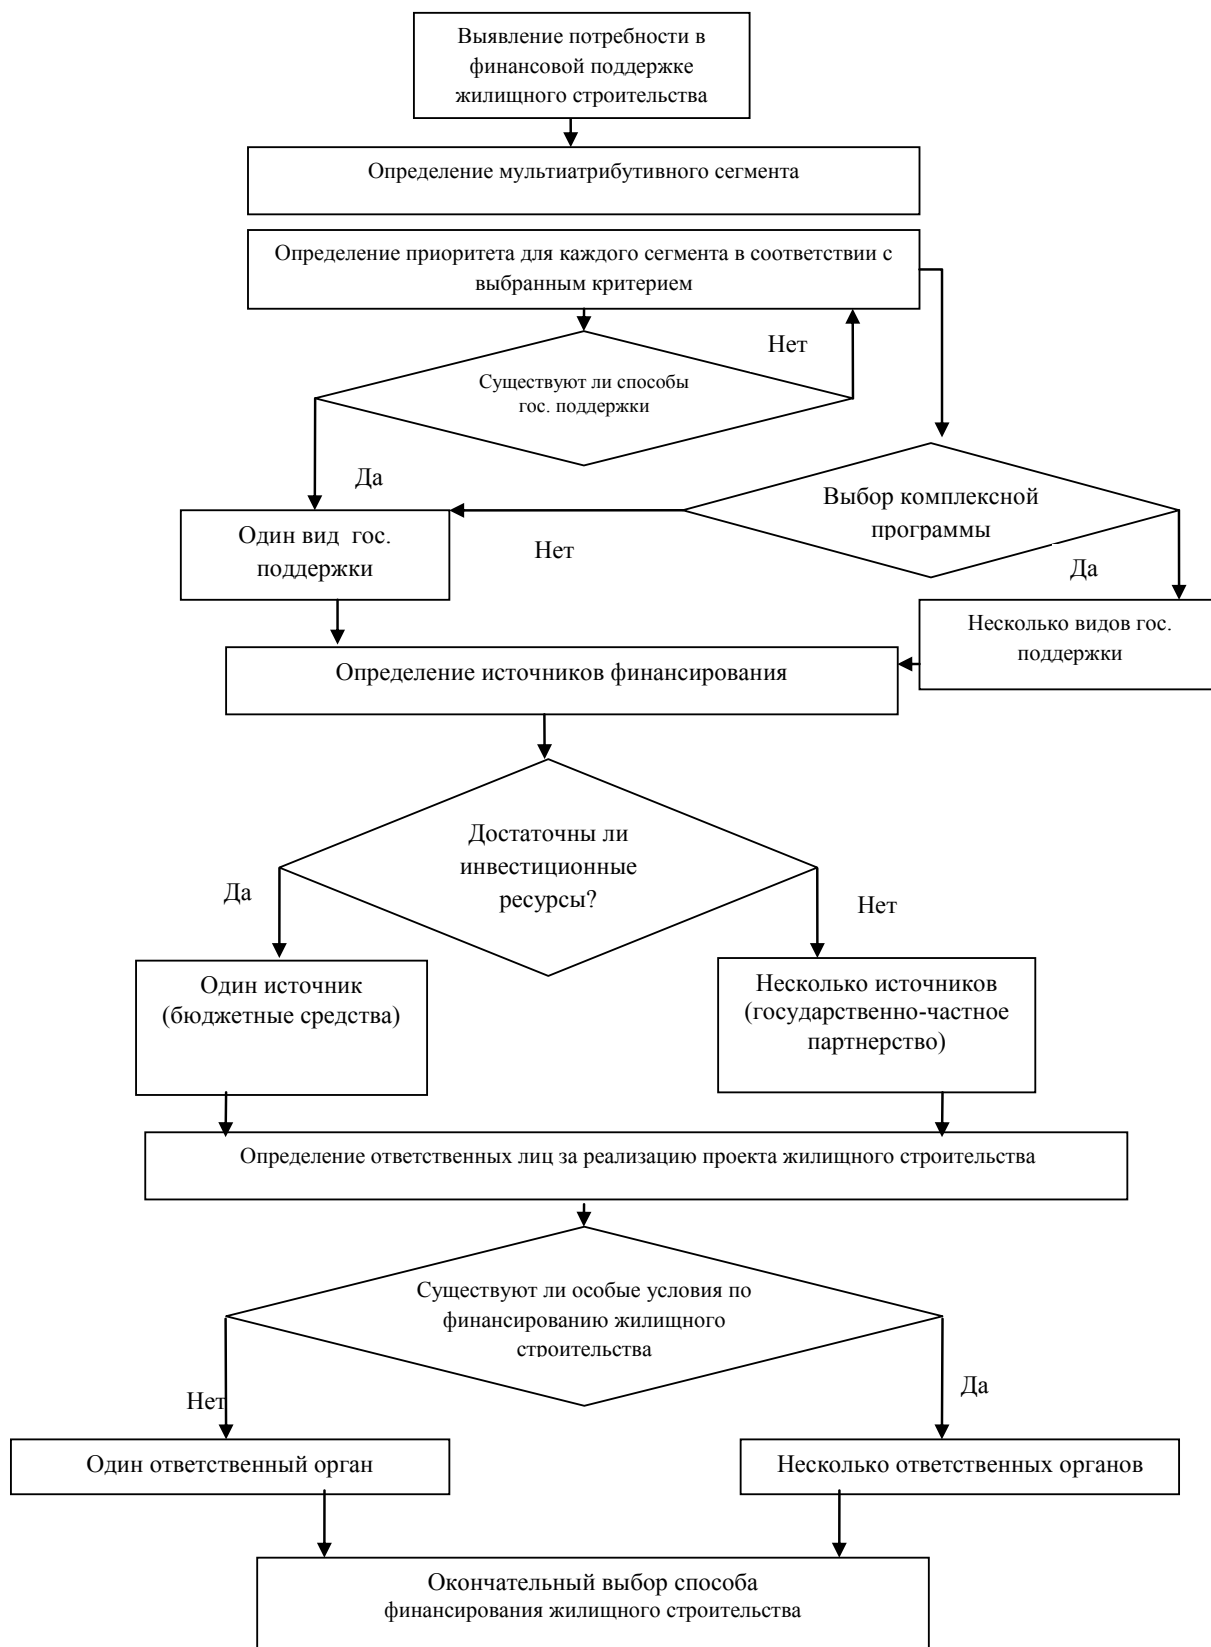 Выявление потребности в
финансовой поддержке
жилищного строительства
Определение мультиатрибутивного сегмента
Определение приоритета для каждого сегмента в соответствии с
выбранным критерием
Нет
Существуют ли способы
гос. поддержки
Да
Выбор комплексной
программы
Один вид гос.
поддержки
Нет
Да
Несколько видов гос.
поддержки
Определение источников финансирования
Достаточны ли
инвестиционные
ресурсы?
Да
Нет
Один источник
(бюджетные средства)
Несколько источников
(государственно-частное
партнерство)
Определение ответственных лиц за реализацию проекта жилищного строительства
Существуют ли особые условия по
финансированию жилищного
строительства
Нет
Да
Один ответственный орган
Несколько ответственных органов
Окончательный выбор способа
финансирования жилищного строительства